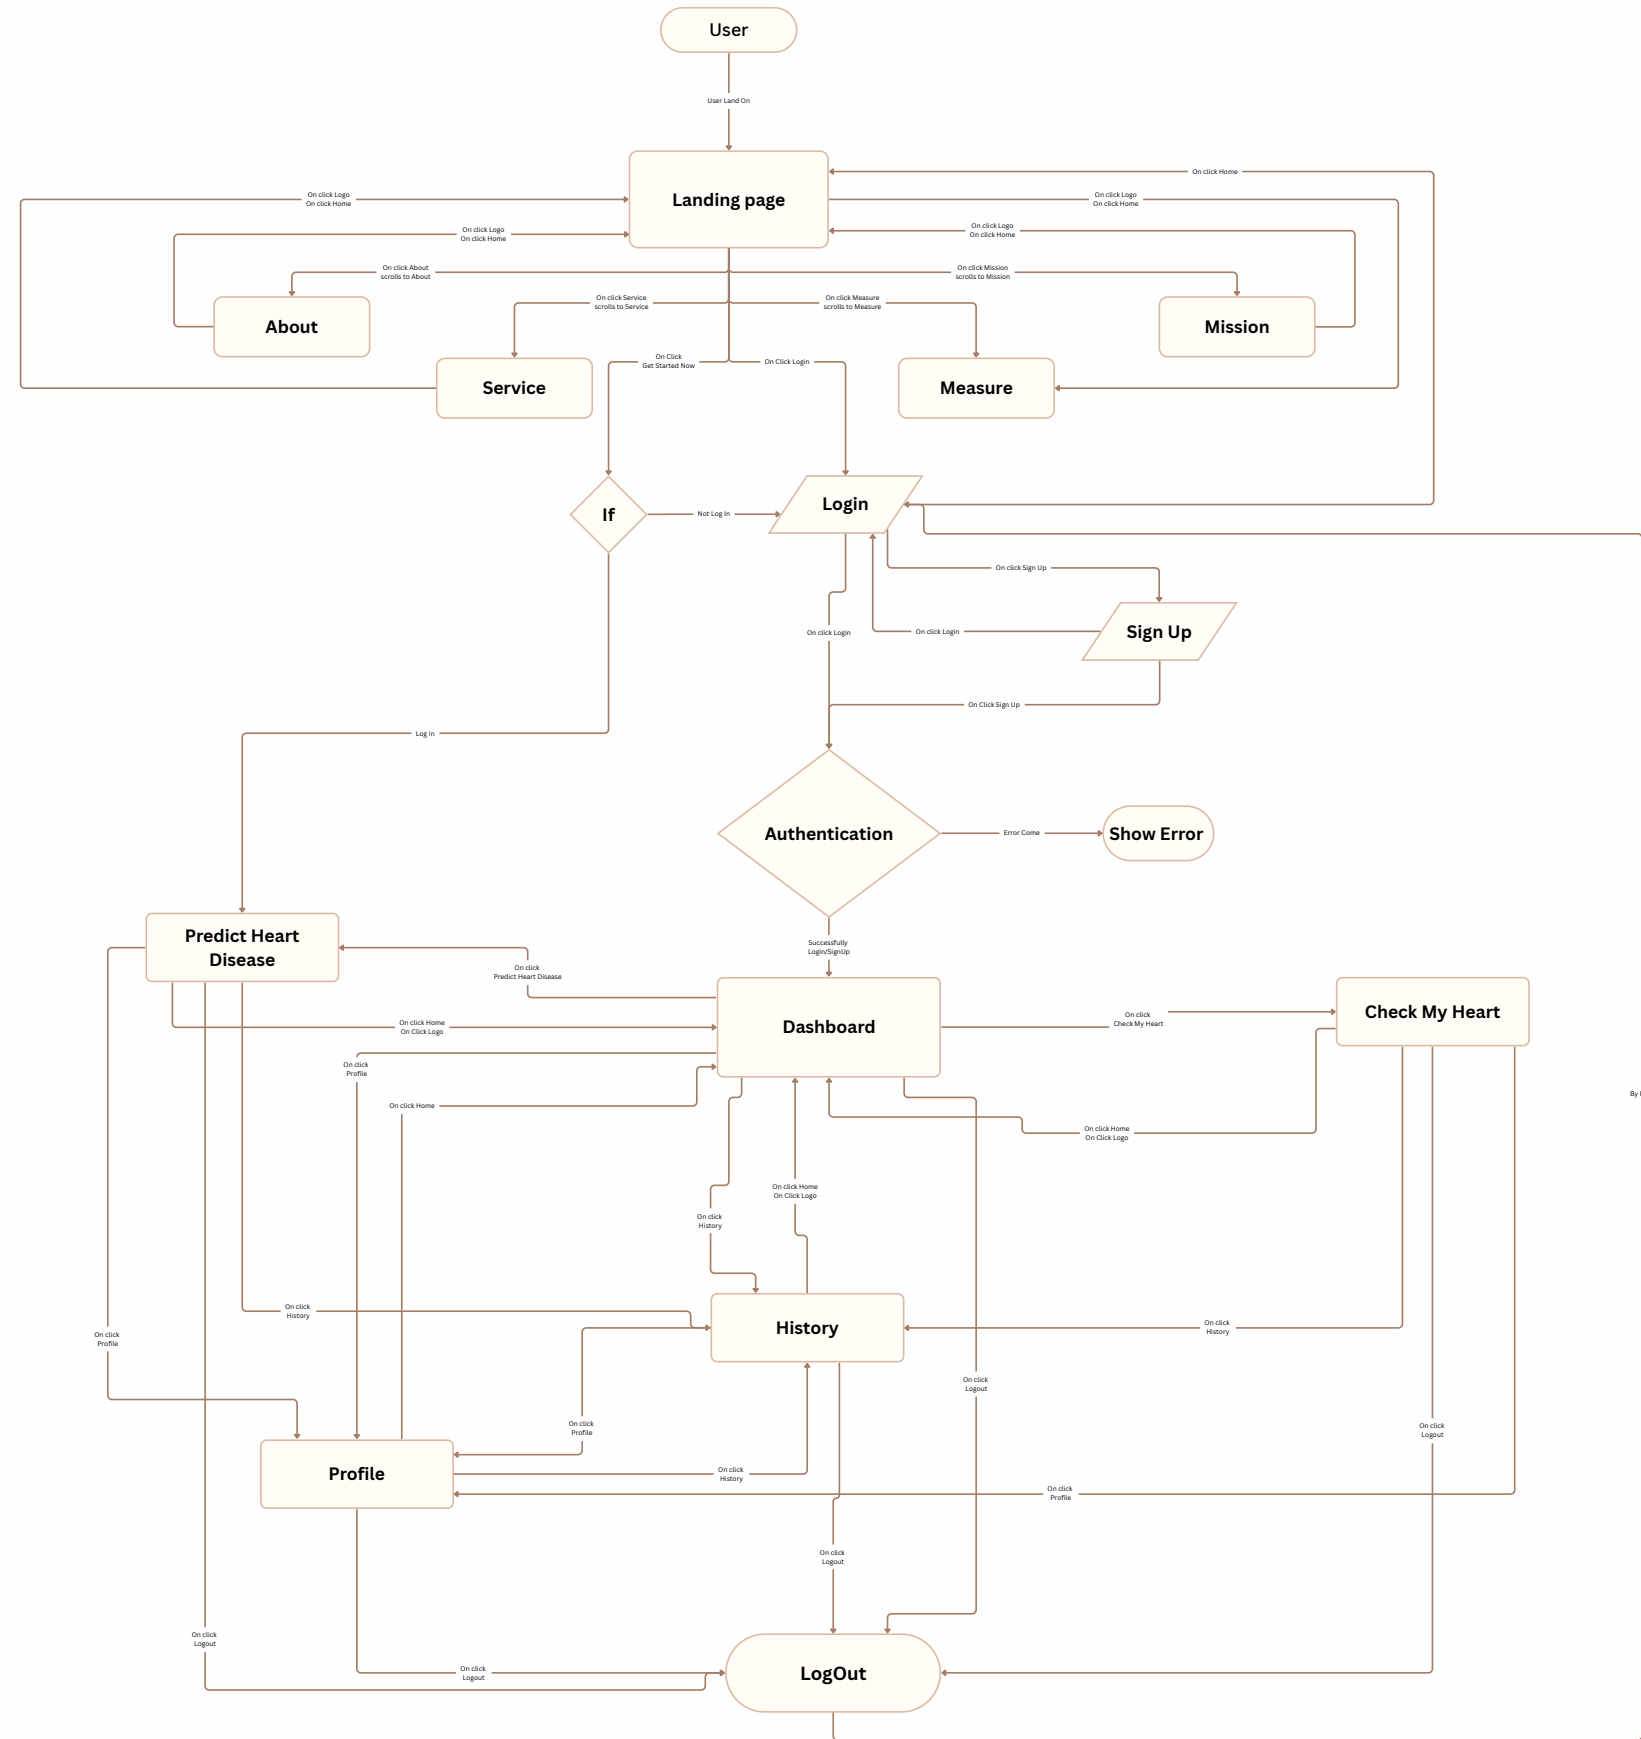 User
User Land On
Landing page
On click Home
On click Logo
On click Home
On click Logo
On click Home
On click Logo
On click Home
On click Logo
On click Home
On click About
scrolls to About
On click Mission
scrolls to Mission
On click Service
scrolls to Service
On click Measure
scrolls to Measure
About
Mission
On Click
Get Started Now
On Click Login
Service
Measure
If
Not Log In
Login
On click Sign Up
On click Login
On click Login
Sign Up
On Click Sign Up
Log In
Authentication
Error Come
Show Error
Predict Heart
Disease
Successfully
Login/SignUp
On click
Predict Heart Disease
Dashboard
On click
Check My Heart
Check My Heart
On click Home
On Click Logo
On click
Profile
On click Home
By
On click Home
On Click Logo
On click Home
On Click Logo
On click
History
On click
History
History
On click
History
On click
Profile
On click
Logout
On click
Profile
On click
Logout
Profile
On click
History
On click
Profile
On click
Logout
On click
Logout
On click
Logout
LogOut